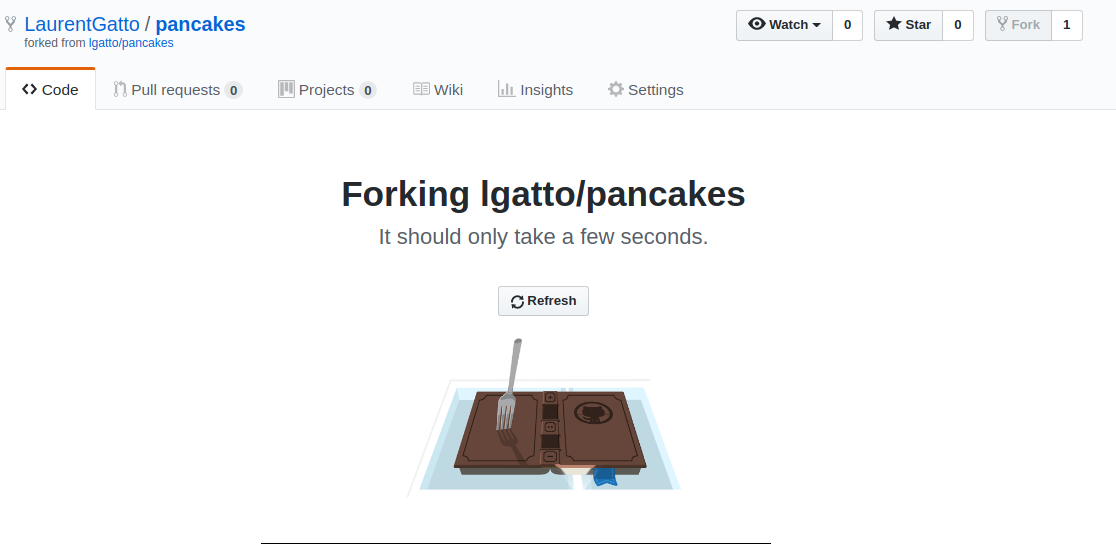 LaurentGatto / pancakes
forked from lgatto/pancakes
Watch 0 Star 0 Fork 1
Code Pull requests 0 Projects 0 Wiki Insights Settings
Forking lgatto/pancakes
It should only take a few seconds.
Refresh